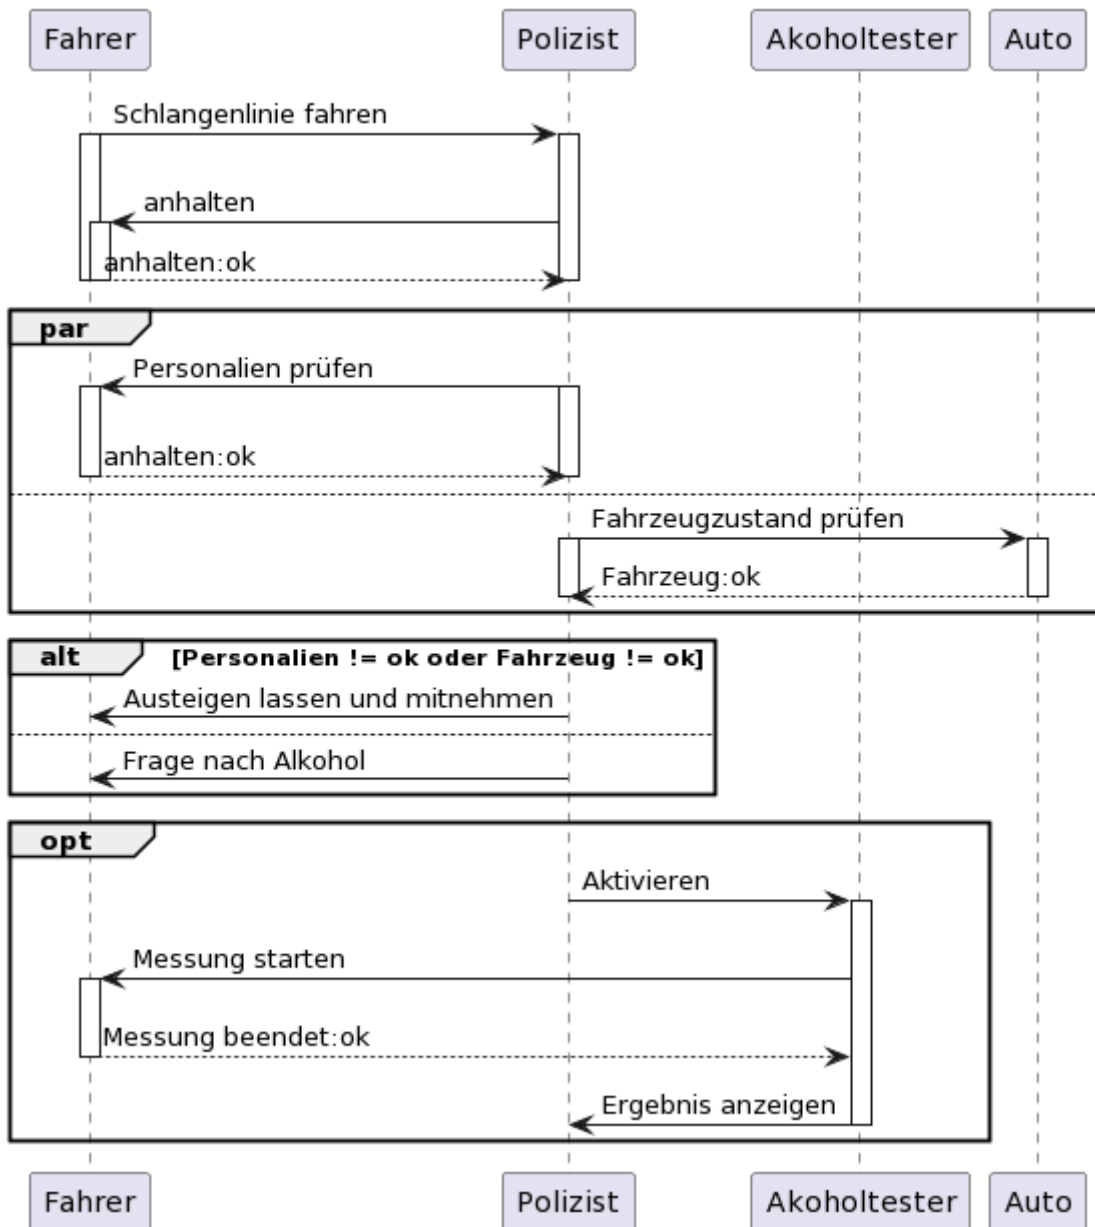 Fahrer Polizist Akoholtester Auto
Schlangenlinie fahren
anhalten
anhalten:ok
par
Personalien prüfen
anhalten:ok
Fahrzeugzustand prüfen
Fahrzeug:ok
alt [Personalien != ok oder Fahrzeug != ok]
Austeigen lassen und mitnehmen
Frage nach Alkohol
opt
Aktivieren
Messung starten
Messung beendet:ok
Ergebnis anzeigen
Fahrer Polizist Akoholtester Auto